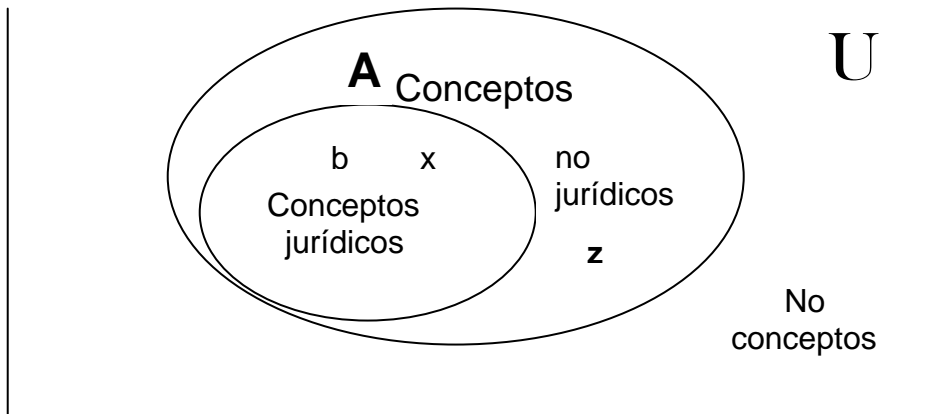 U
A Conceptos
b x
Conceptos
jurídicos
no
jurídicos
z
No
conceptos